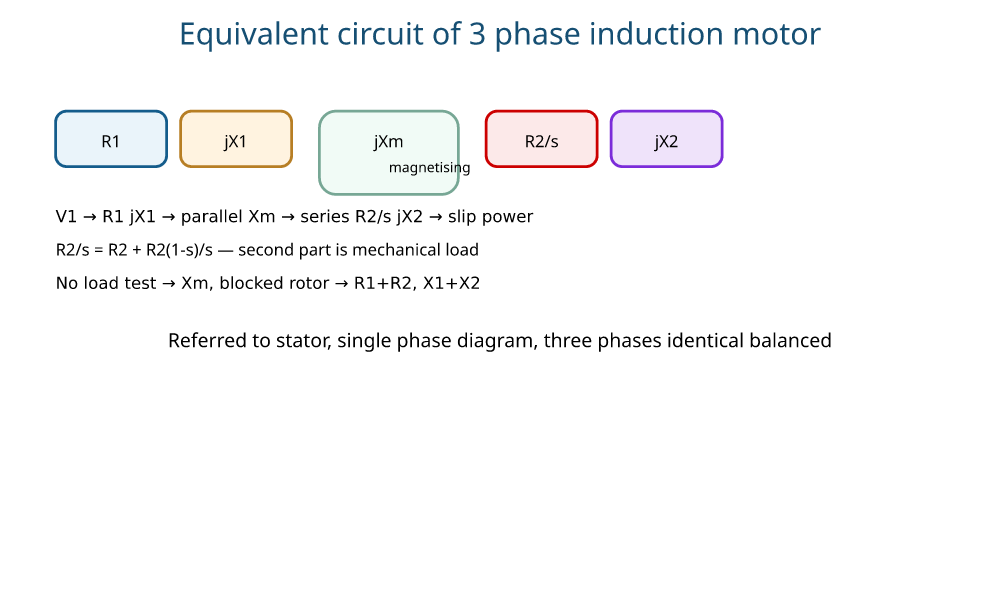 Equivalent circuit of 3 phase induction motor
R1
jX1
jXm
magnetising
R2/s
jX2
V1 → R1 jX1 → parallel Xm → series R2/s jX2 → slip power
R2/s = R2 + R2(1-s)/s — second part is mechanical load
No load test → Xm, blocked rotor → R1+R2, X1+X2
Referred to stator, single phase diagram, three phases identical balanced